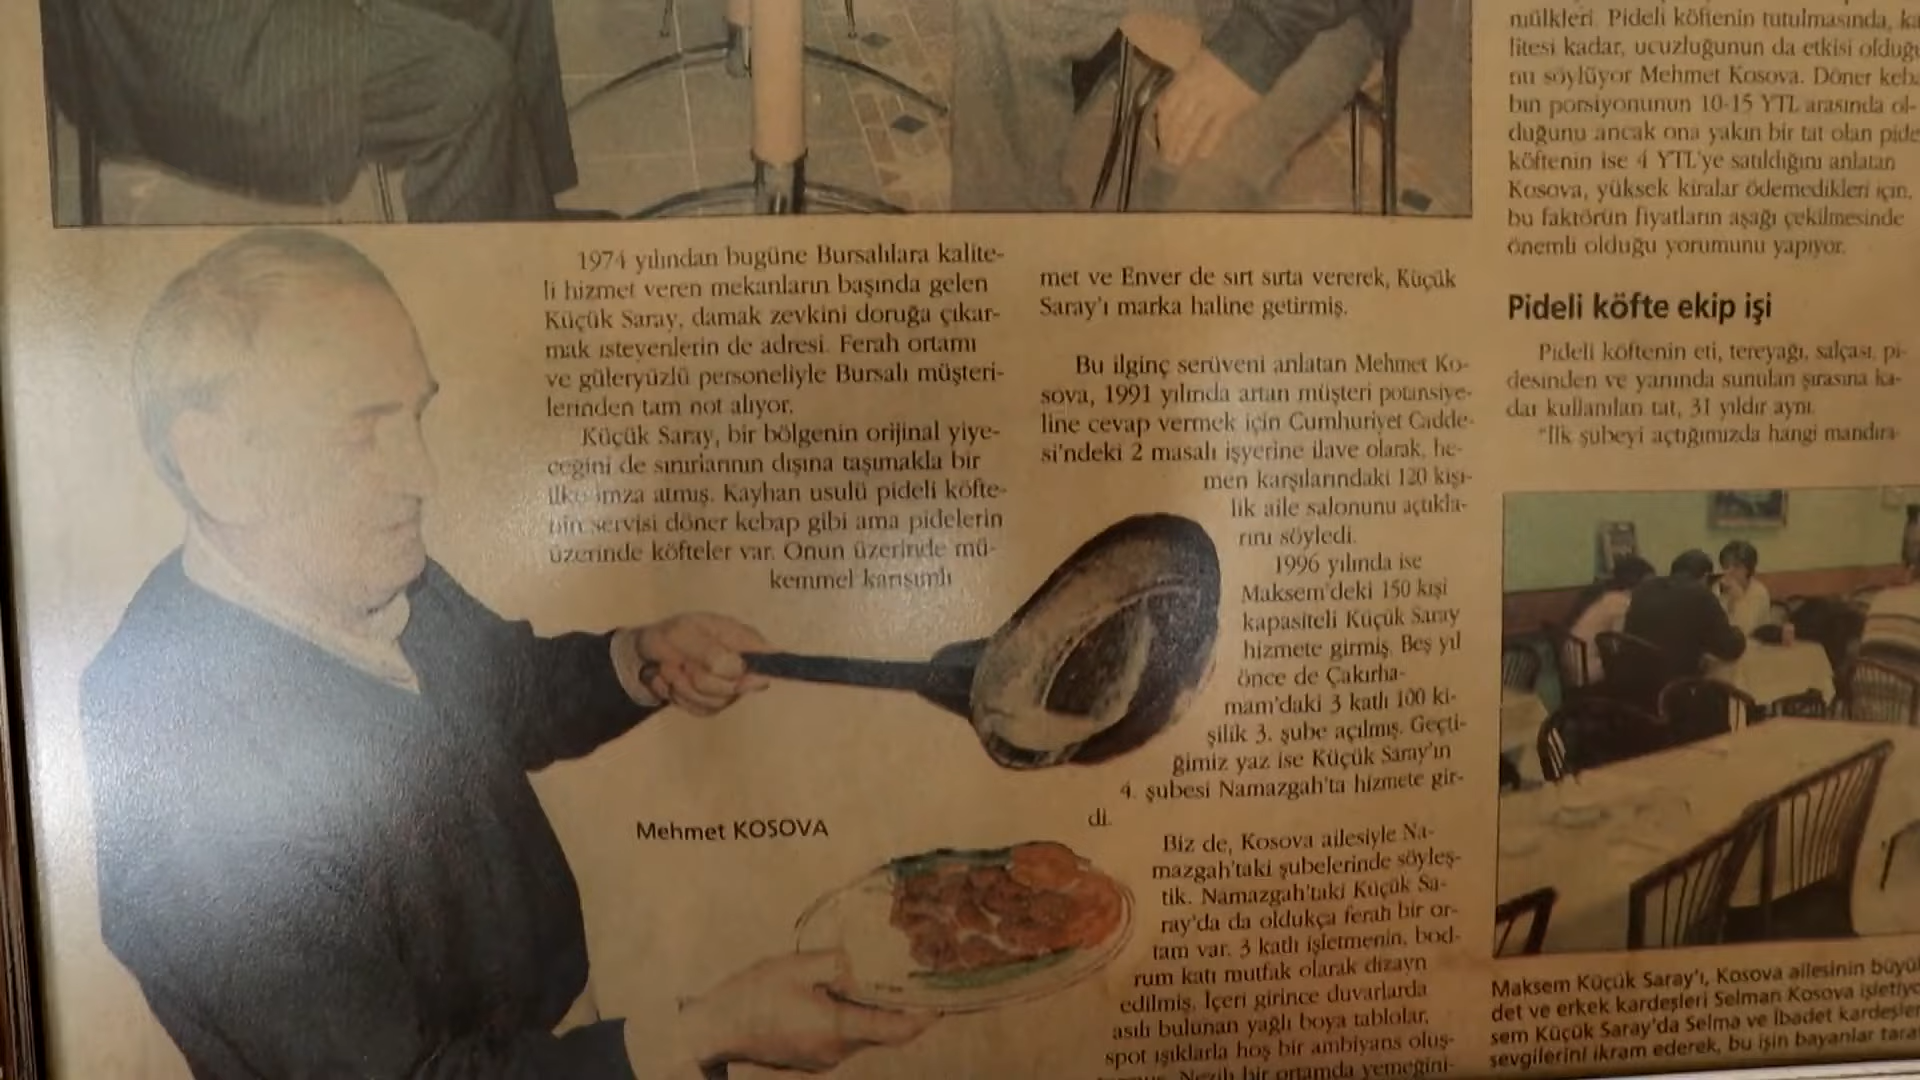 1974 yılından bugüne Bursalılara kalite-
li hizmet veren mekanların başında gelen
Küçük Saray, damak zevkini doruğa çıkar-
mak isteyenlerin de adresi. Ferah ortamı
ve güleryüzlü personeliyle Bursalı müşteri-
lerinden tam not alıyor.
Küçük Saray, bir bölgenin orijinal yiye-
ceğini de sınırlarının dışına taşımakla bir
ilke imza atmış. Kayhan usulü pideli köfte-
nin servisi döner kebap gibi ama pidelerin
üzerinde köfteler var. Onun üzerinde mü-
kemmel karışımlı
Mehmet KOSOVA
met ve Enver de sırt sırta vererek, Küçük
Saray'ı marka haline getirmiş.
Bu ilginç serüveni anlatan Mehmet Ko-
sova, 1991 yılında artan müşteri potansiye-
line cevap vermek için Cumhuriyet Cadde-
si'ndeki 2 masalı işyerine ilave olarak, he-
men karşılarındaki 120 kişi-
lik aile salonunu açtıkla-
rını söyledi.
1996 yılında ise
Maksem'deki 150 kişi
kapasiteli Küçük Saray
hizmete girmiş. Beş yıl
önce de Çakırha-
mam'daki 3 katlı 100 ki-
şilik 3. şube açılmış. Geçti-
ğimiz yaz ise Küçük Saray'ın
4. şubesi Namazgah'ta hizmete gir-
di.
Biz de, Kosova ailesiyle Na-
mazgah'taki şubelerinde söyleş-
tik. Namazgah'taki Küçük Sa-
ray'da da oldukça ferah bir or-
tam var. 3 katlı işletmenin, bod-
rum katı mutfak olarak dizayn
edilmiş. İçeri girince duvarlarda
asılı bulunan yağlı boya tablolar,
spot ışıklarla hoş bir ambiyans oluş-
Nezih bir ortamda yemeğini-
mülkleri. Pideli köftenin tutulmasında, ka
litesi kadar, ucuzluğunun da etkisi olduğu
nu söylüyor Mehmet Kosova. Döner keba
bın porsiyonunun 10-15 YTL arasında ol-
duğunu ancak ona yakın bir tat olan pide
köftenin ise 4 YTL'ye satıldığını anlatan
Kosova, yüksek kiralar ödemedikleri için,
bu faktörün fiyatların aşağı çekilmesinde
önemli olduğu yorumunu yapıyor.
Pideli köfte ekip işi
Pideli köftenin eti, tereyağı, salçası, pi-
desinden ve yanında sunulan şırasına ka-
dar kullanılan tat, 31 yıldır aynı.
"İlk şubeyi açtığımızda hangi mandıra-
Maksem Küçük Saray'ı, Kosova ailesinin büyü
det ve erkek kardeşleri Selman Kosova işletiyo
sem Küçük Saray'da Selma ve İbadet kardeşler
sevgilerini ikram ederek, bu işin bayanlar tara